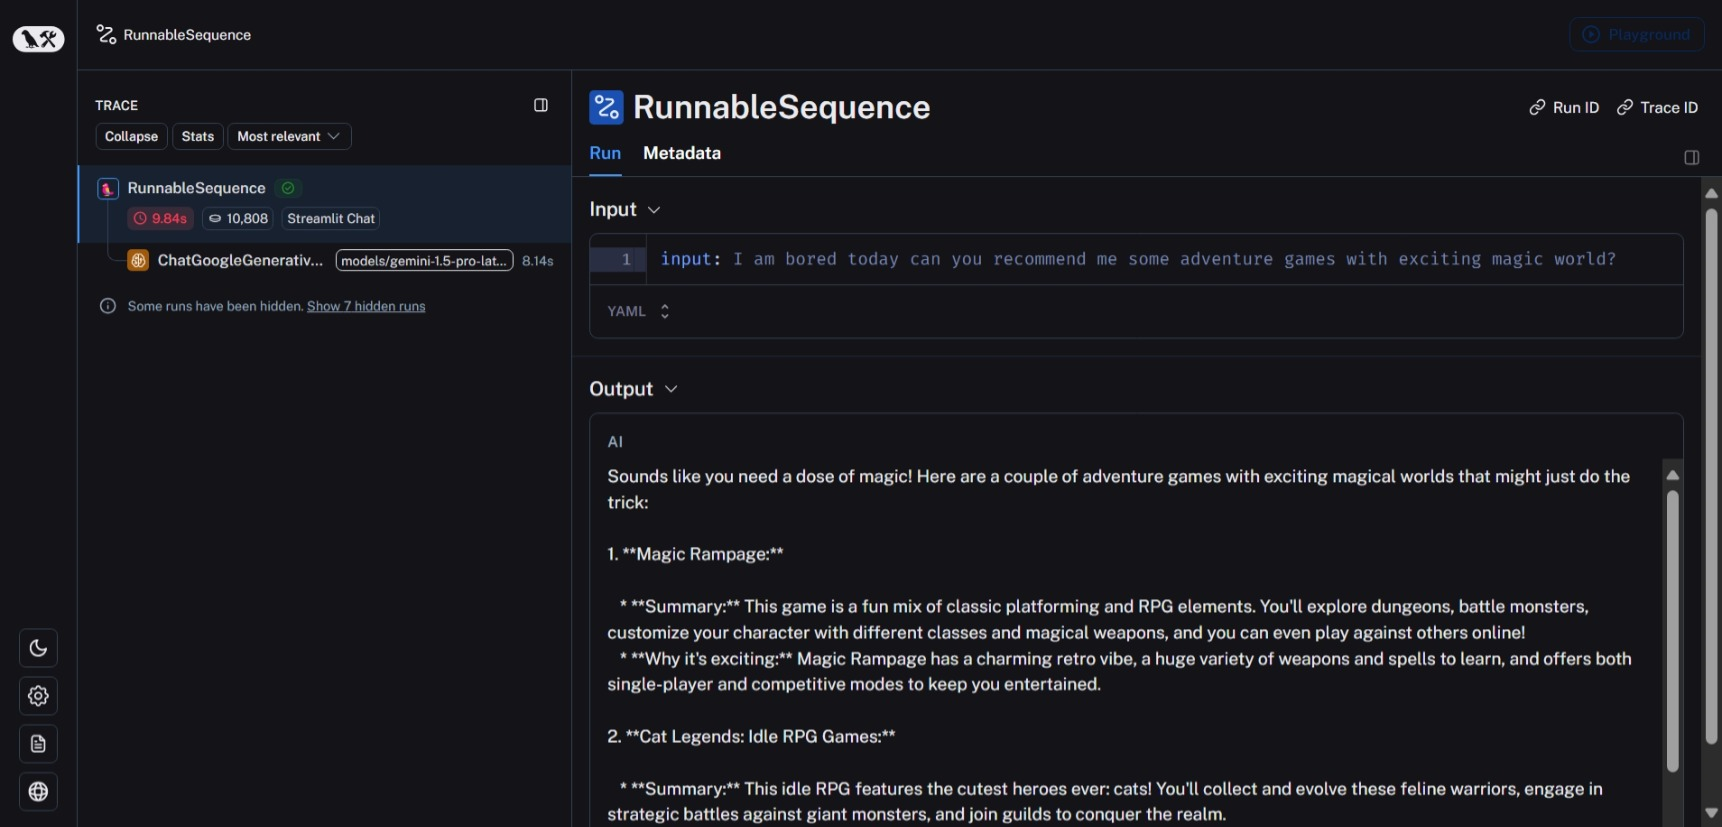 RunnableSequence
Playground
TRACE
Collapse
Stats
Most relevant
RunnableSequence
9.84s
10,808
Streamlit Chat
ChatGoogleGenerativ...
models/gemini-1.5-pro-lat...
8.14s
Some runs have been hidden. Show 7 hidden runs
RunnableSequence
Run ID
Trace ID
Run
Metadata
Input
1
input: I am bored today can you recommend me some adventure games with exciting magic world?
YAML
Output
AI
Sounds like you need a dose of magic! Here are a couple of adventure games with exciting magical worlds that might just do the
trick:
1. **Magic Rampage:**
* **Summary:** This game is a fun mix of classic platforming and RPG elements. You'll explore dungeons, battle monsters,
customize your character with different classes and magical weapons, and you can even play against others online!
* **Why it's exciting:** Magic Rampage has a charming retro vibe, a huge variety of weapons and spells to learn, and offers both
single-player and competitive modes to keep you entertained.
2. **Cat Legends: Idle RPG Games:**
* **Summary:** This idle RPG features the cutest heroes ever: cats! You'll collect and evolve these feline warriors, engage in
strategic battles against giant monsters, and join guilds to conquer the realm.